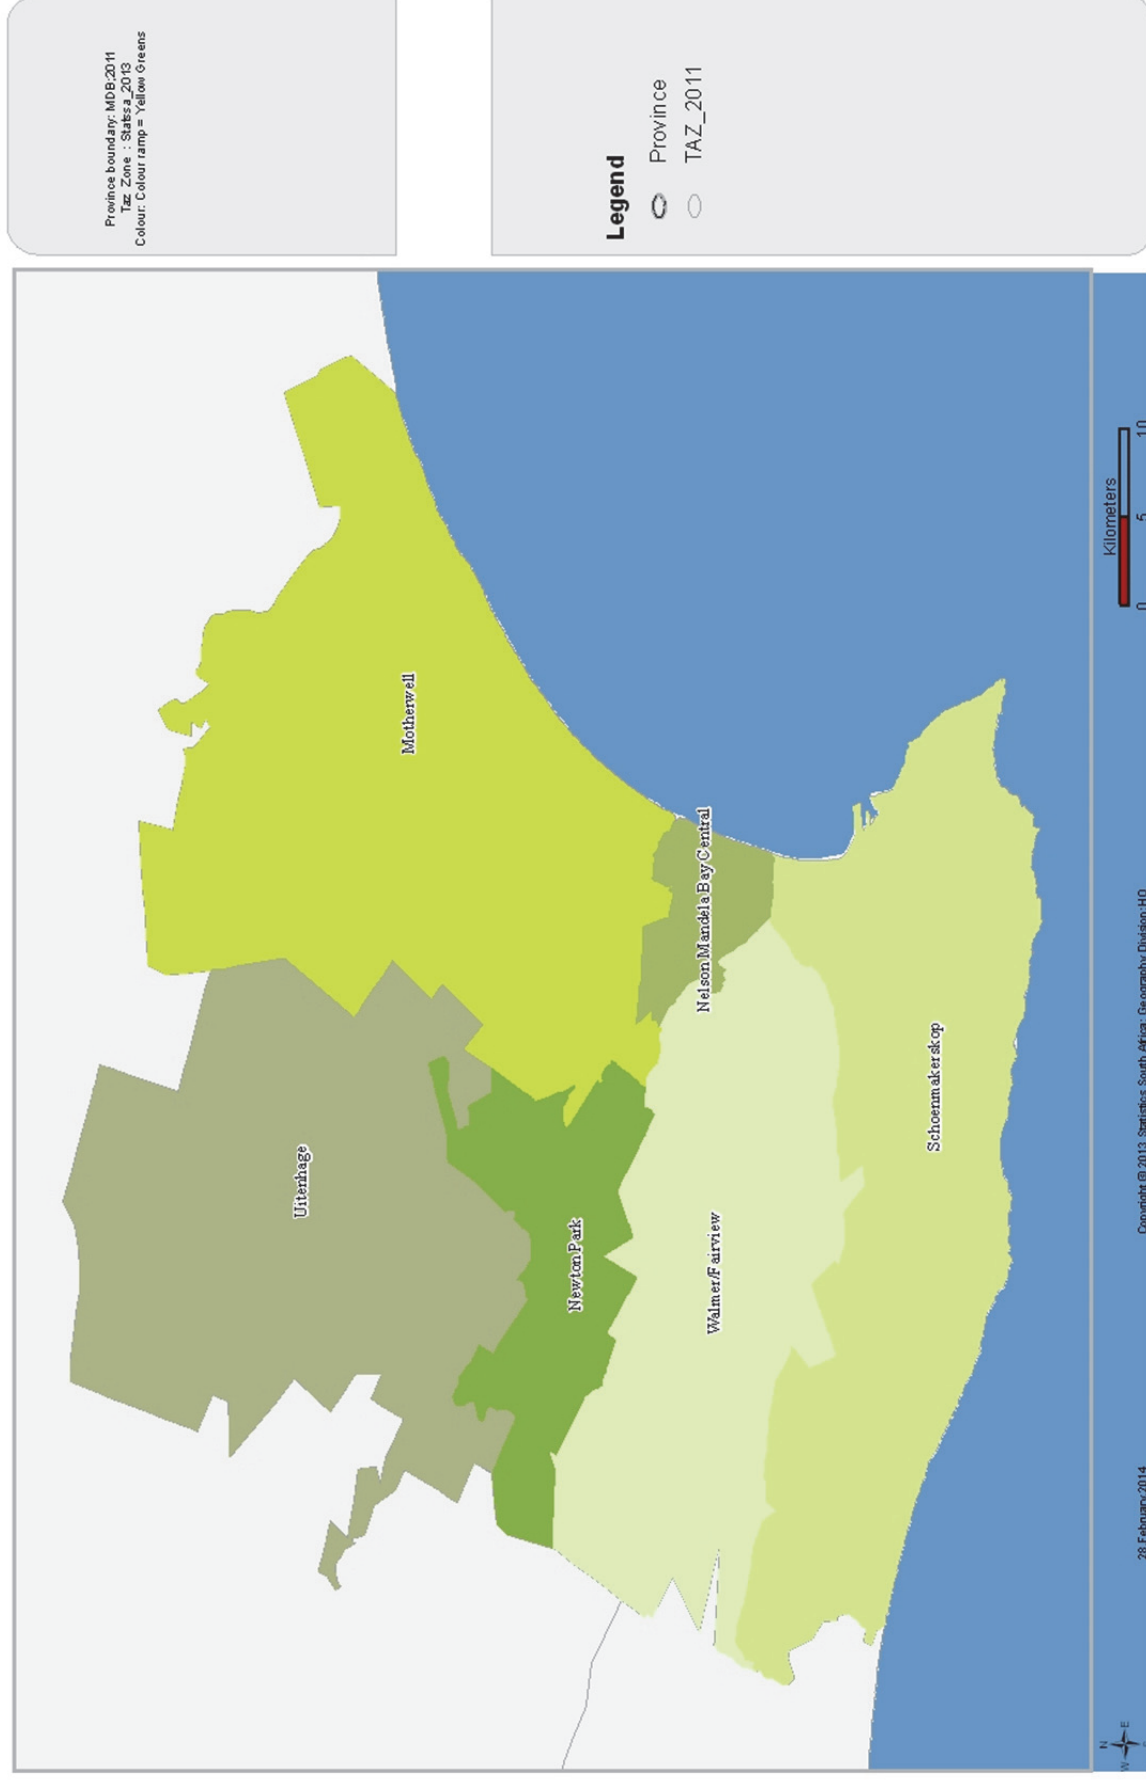 Province boundary: MDB;2011
Taz Zone : Statssa_2013
Colour: Colour ramp = Yellow Greens
Legend
Province
TAZ_2011
Motherwell
Uitenhage
Nelson Mandela Bay Central
Newton Park
Walmer/Fairview
Schoenmakerskop
Kilometers
0 5 10
N
W E
28 February 2014
Copyright @ 2013 Statistics South Africa: Geography Division:HO